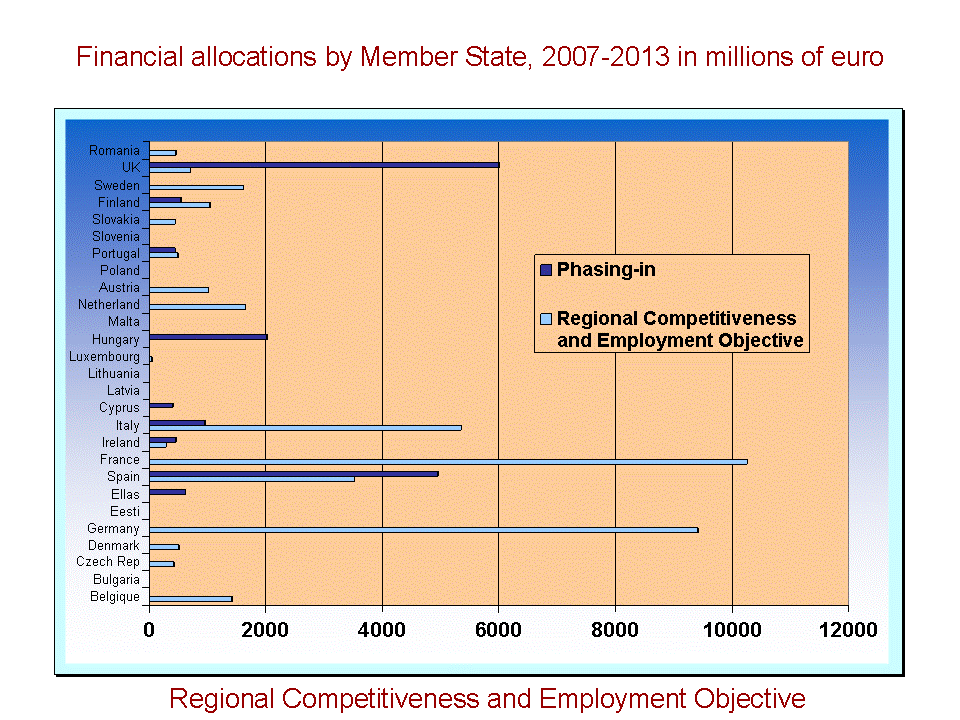 Financial allocations by Member State, 2007-2013 in millions of euro
Romania
UK
Sweden
Finland
Slovakia
Slovenia
Portugal
Poland
Austria
Netherland
Malta
Hungary
Luxembourg
Lithuania
Latvia
Cyprus
Italy
Ireland
France
Spain
Ellas
Eesti
Germany
Denmark
Czech Rep
Bulgaria
Belgique
Phasing-in
Regional Competitiveness
and Employment Objective
0 2000 4000 6000 8000 10000 12000
Regional Competitiveness and Employment Objective